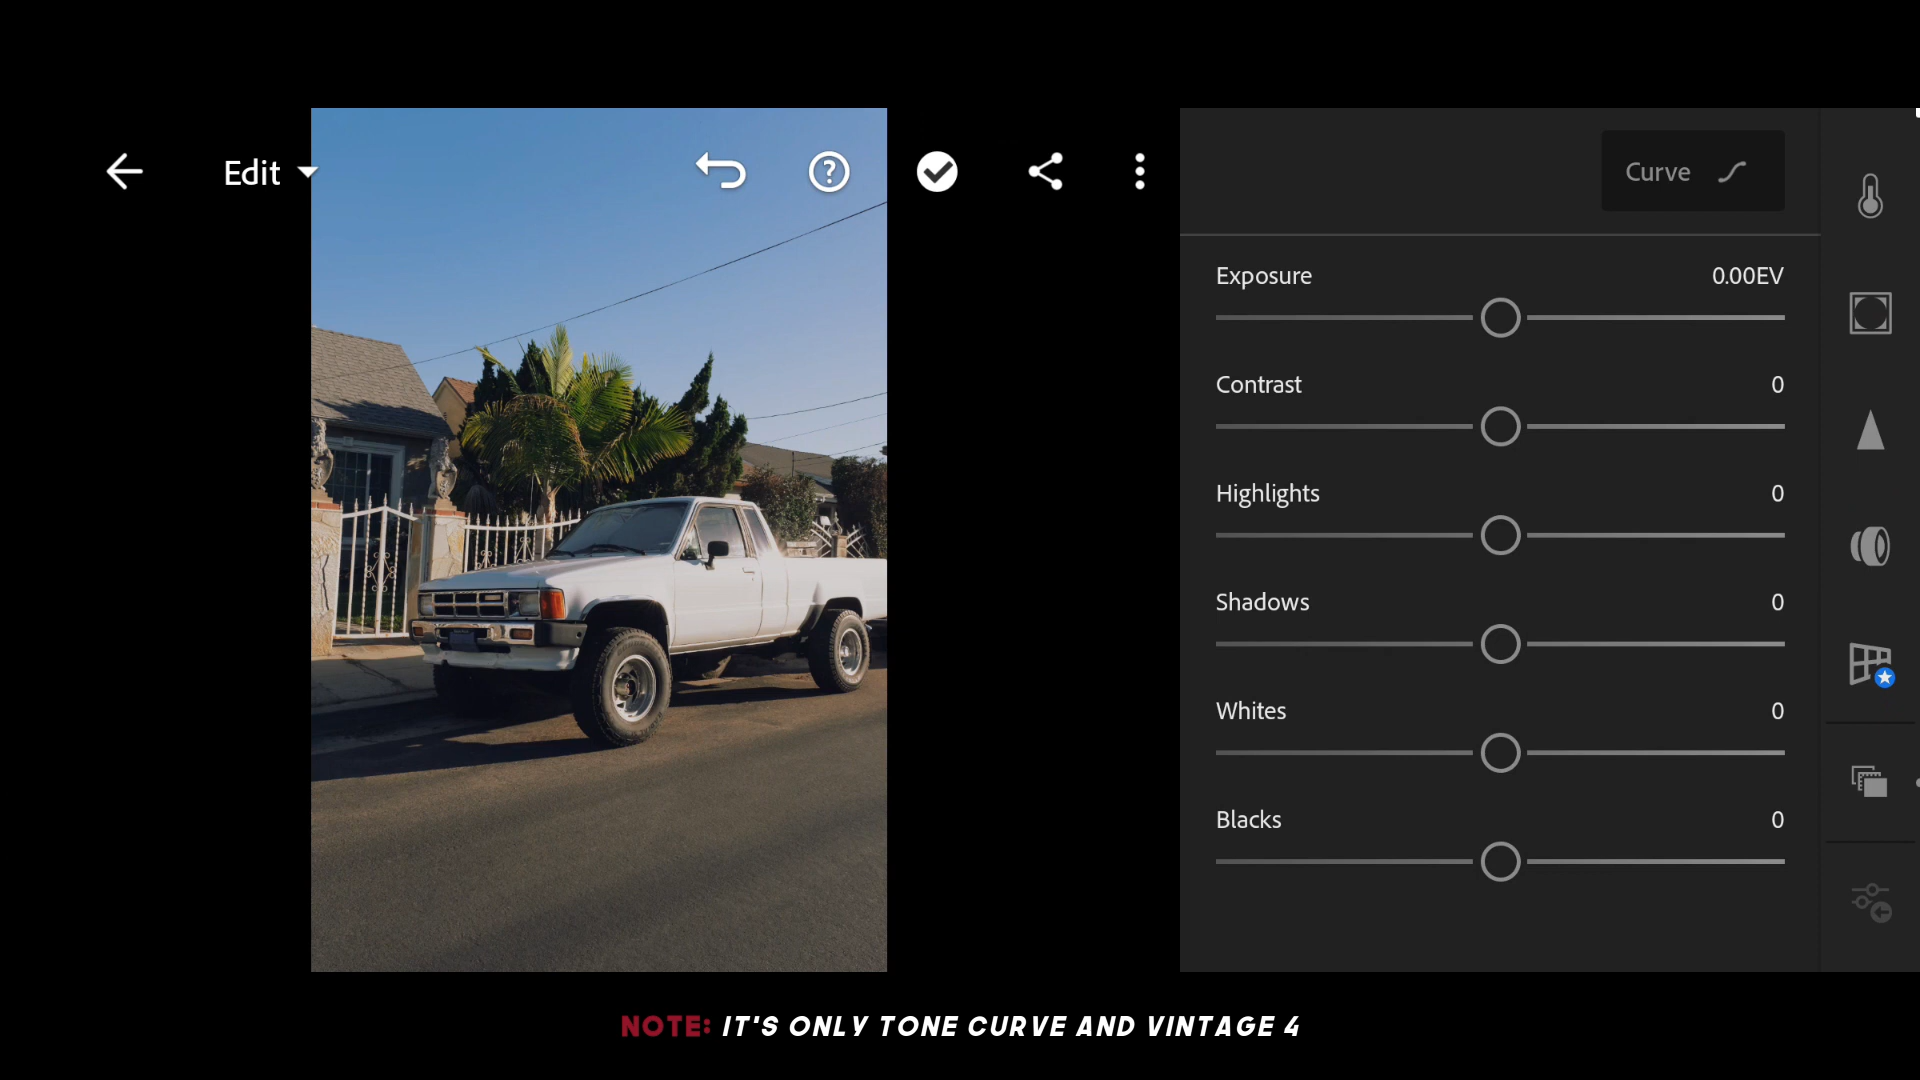 Edit
Curve
Exposure 0.00EV
Contrast 0
Highlights 0
Shadows 0
Whites 0
Blacks 0
NOTE: IT'S ONLY TONE CURVE AND VINTAGE 4